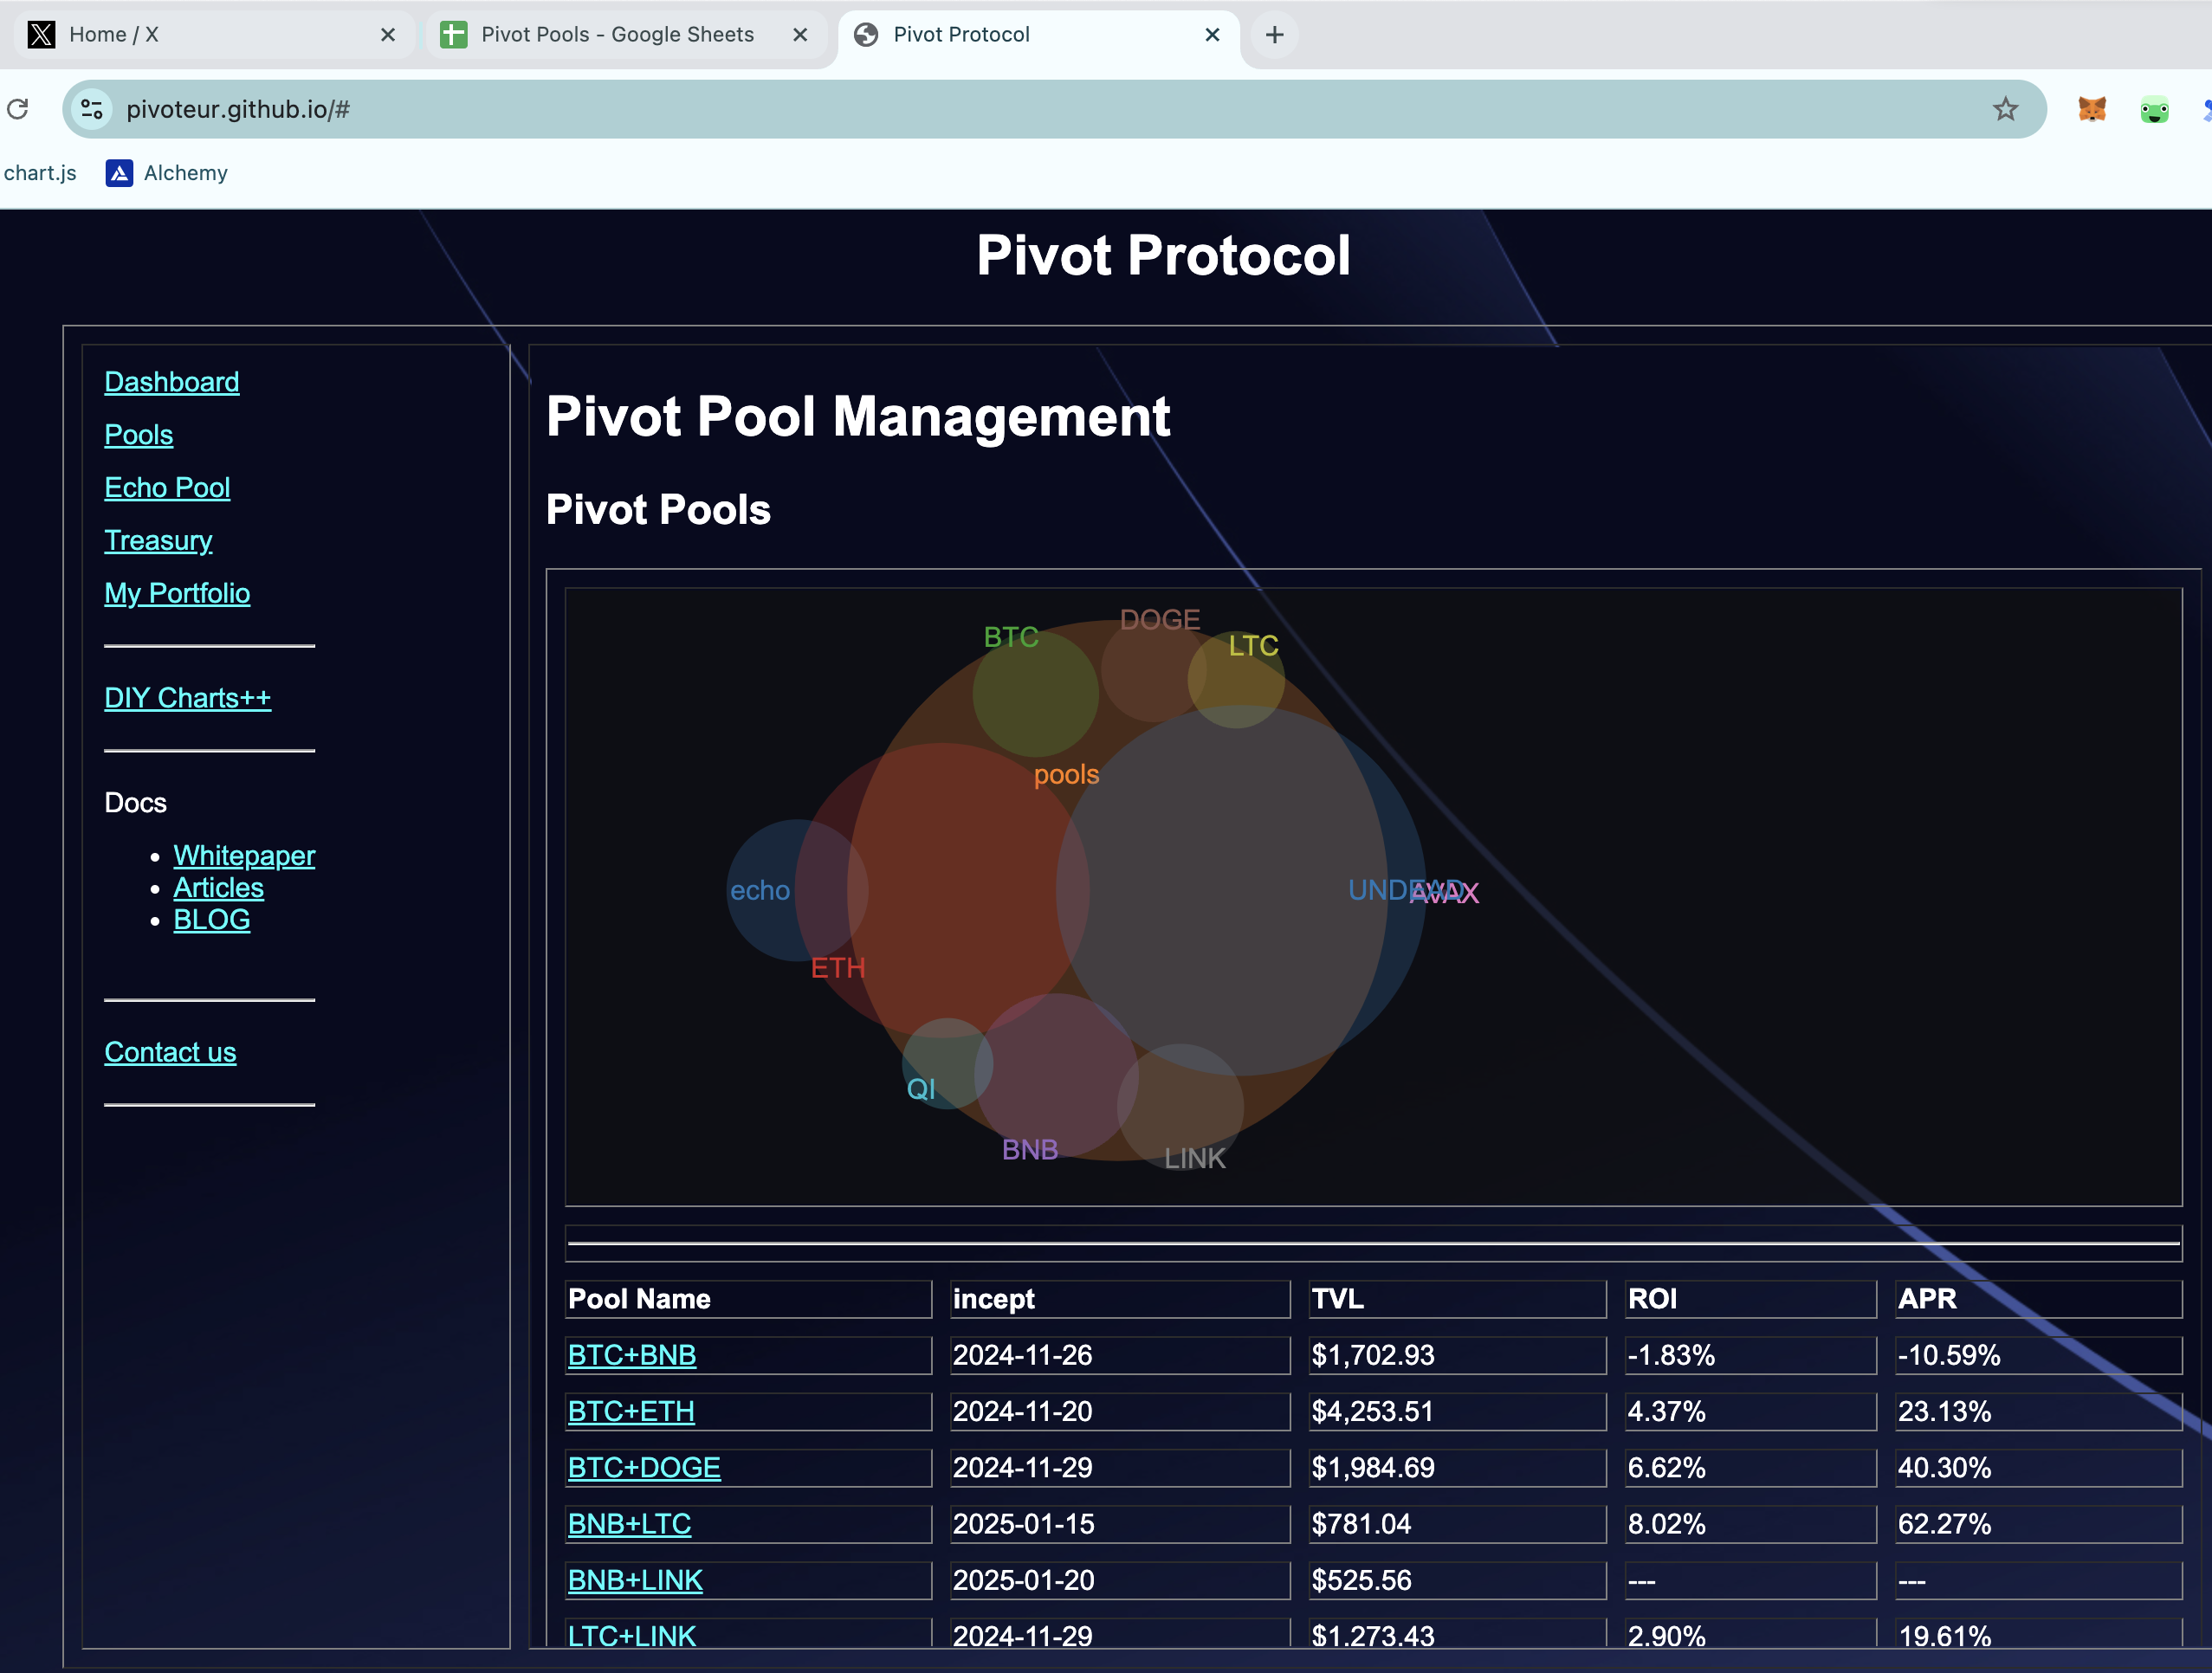 Home / X
Pivot Pools - Google Sheets
Pivot Protocol
pivoteur.github.io/#
chart.js
Alchemy
Pivot Protocol
Dashboard
Pools
Echo Pool
Treasury
My Portfolio
DIY Charts++
Docs
Whitepaper
Articles
BLOG
Contact us
Pivot Pool Management
Pivot Pools
DOGE
BTC
LTC
pools
echo
UNDEAD
AVAX
ETH
QI
BNB
LINK
Pool Name incept TVL ROI APR
BTC+BNB 2024-11-26 $1,702.93 -1.83% -10.59%
BTC+ETH 2024-11-20 $4,253.51 4.37% 23.13%
BTC+DOGE 2024-11-29 $1,984.69 6.62% 40.30%
BNB+LTC 2025-01-15 $781.04 8.02% 62.27%
BNB+LINK 2025-01-20 $525.56 --- ---
LTC+LINK 2024-11-29 $1,273.43 2.90% 19.61%